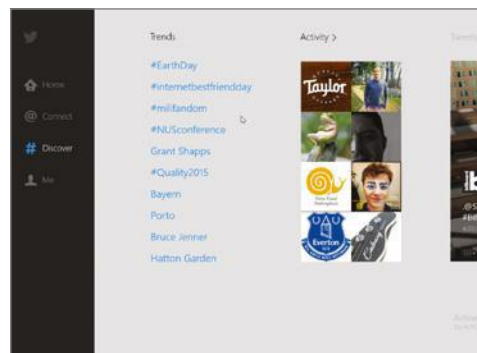 Home
@ Connect
# Discover
Me
Trends
#EarthDay
#internetbestfriendday
#milifandom
#NUSconference
Grant Shapps
#Quality2015
Bayern
Porto
Bruce Jenner
Hatton Garden
Activity >
Taylor
Everton
Tweets